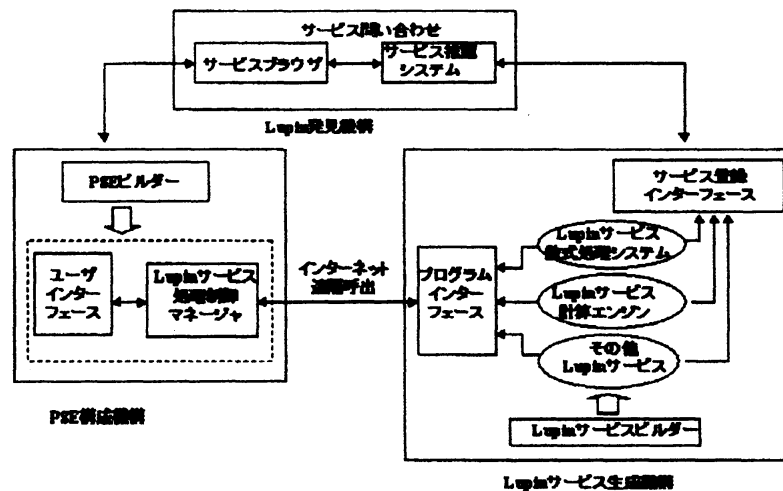 サービス問い合わせ
サービスブラウザ
サービス推薦
システム
Lupin発見機構
PSEビルダー
ユーザ
インター
フェース
Lupinサービス
処理制御
マネージャ
PSE構成機構
インターネット
遠隔呼出
サービス登録
インターフェース
プログラム
インター
フェース
Lupinサービス
数式処理システム
Lupinサービス
計算エンジン
その他
Lupinサービス
Lupinサービスビルダー
Lupinサービス生成機構